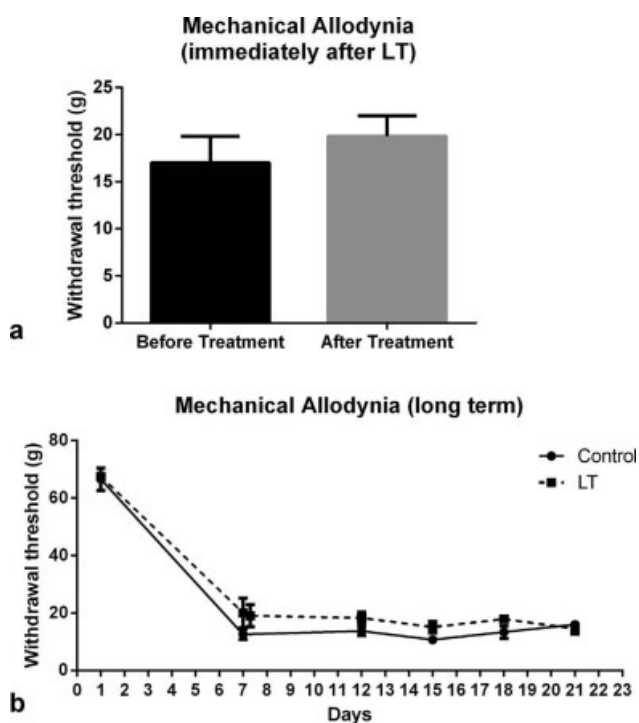 Mechanical Allodynia
(immediately after LT)
Withdrawal threshold (g)
25
20
15
10
5
0
Before Treatment After Treatment
a
Mechanical Allodynia (long term)
Withdrawal threshold (g)
80
60
40
20
0
Control
LT
0 1 2 3 4 5 6 7 8 9 10 11 12 13 14 15 16 17 18 19 20 21 22 23
Days
b